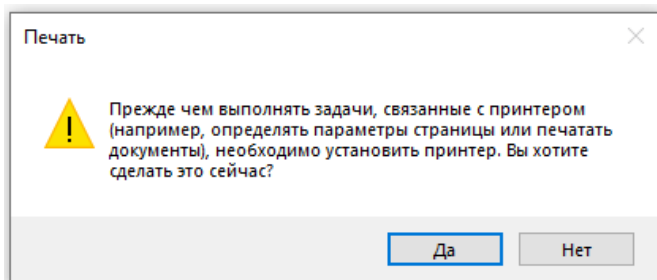 Печать
Прежде чем выполнять задачи, связанные с принтером
(например, определять параметры страницы или печатать
документы), необходимо установить принтер. Вы хотите
сделать это сейчас?
Да
Нет